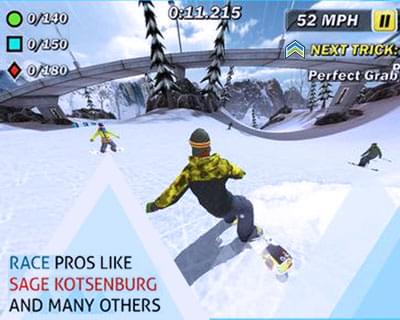 0/140
0:11.215
52 MPH
0/150
NEXT TRICK:
0/180
Perfect Grab
RACE PROS LIKE
SAGE KOTSENBURG
AND MANY OTHERS